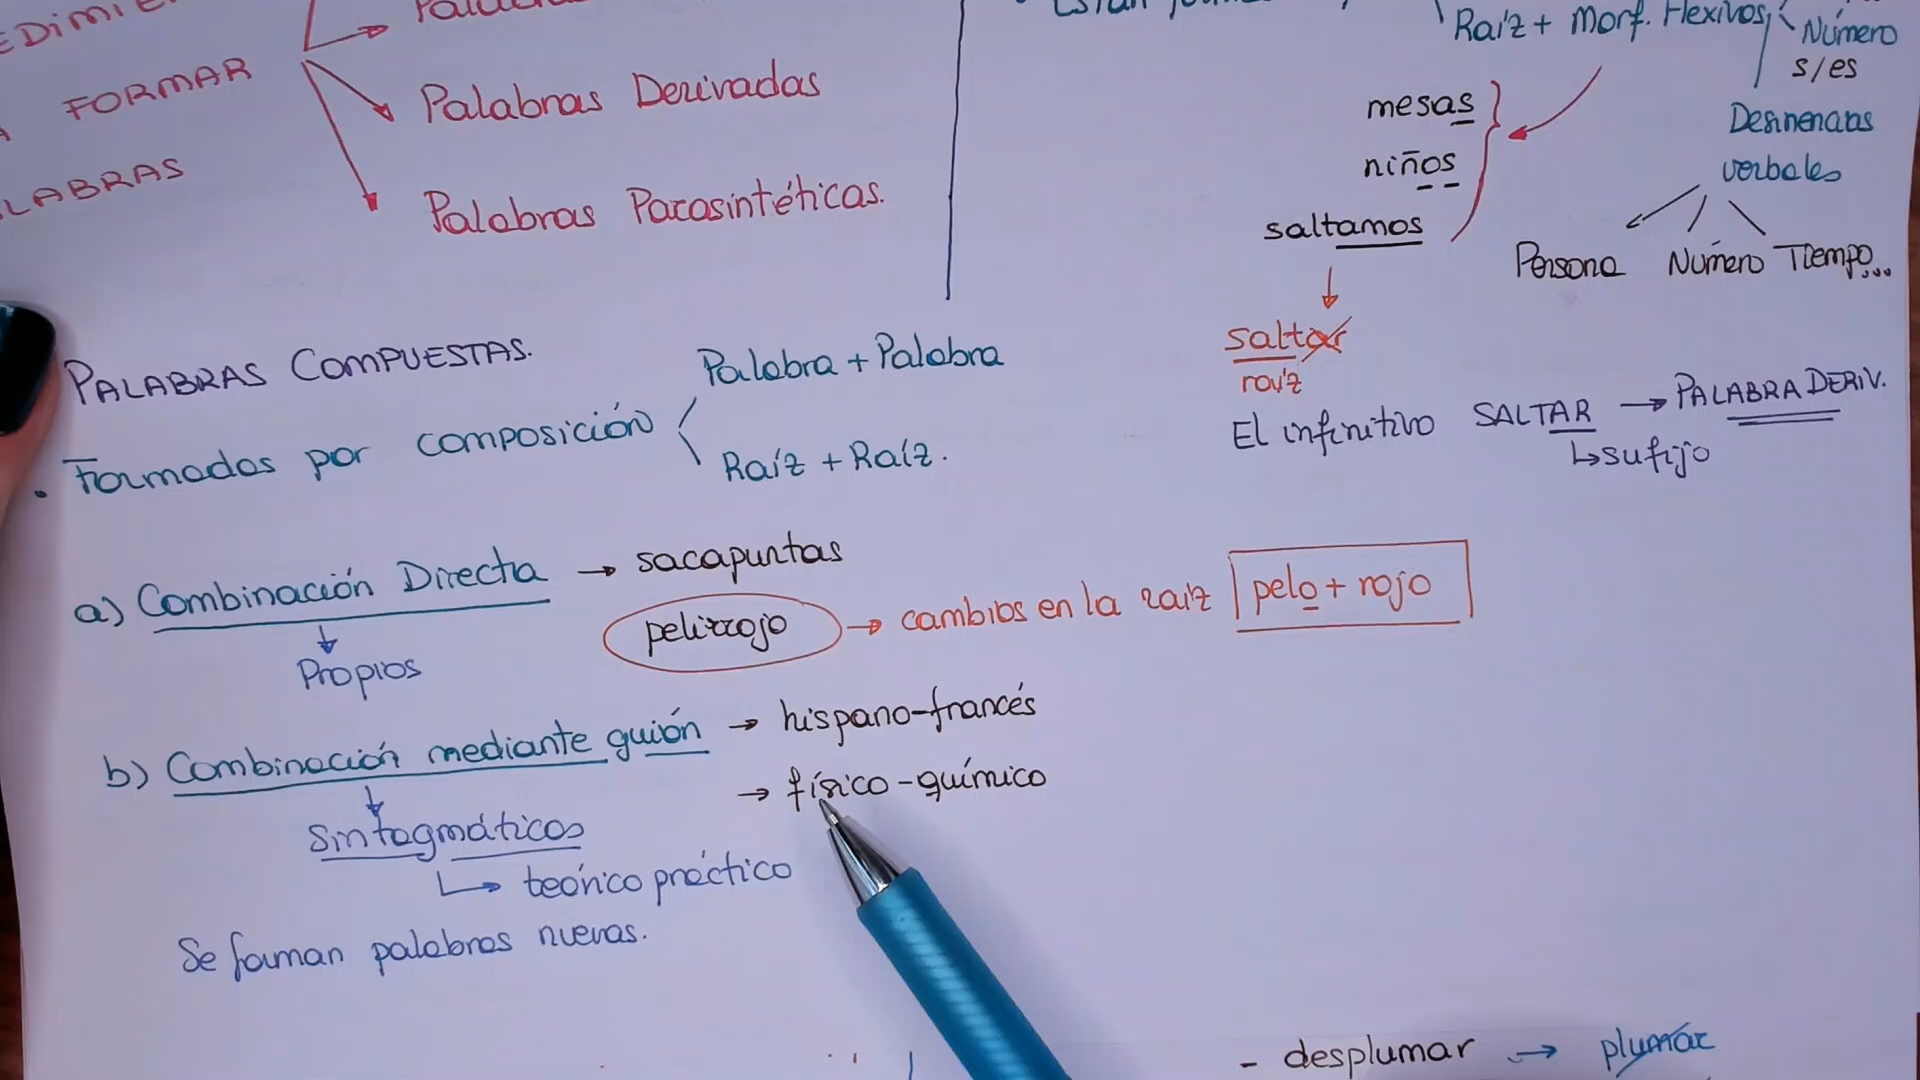 FORMAR
Palabras Derivadas
Palabras Parasintéticas.
Raíz + Morf. Flexivos
Número
s/es
mesas
niños
saltamos
Desinencias
verbales
Persona Número Tiempo...
saltar
raíz
El infinitivo SALTAR → PALABRA DERIV.
↳ sufijo
PALABRAS COMPUESTAS.
• Formadas por composición
Palabra + Palabra
Raíz + Raíz.
a) Combinación Directa → sacapuntas
pelirrojo → cambios en la raíz pelo + rojo
Propios
b) Combinación mediante guión → hispano-francés
→ físico-químico
Sintagmáticos
↳ teórico práctico
Se forman palabras nuevas.
- desplumar → plumar